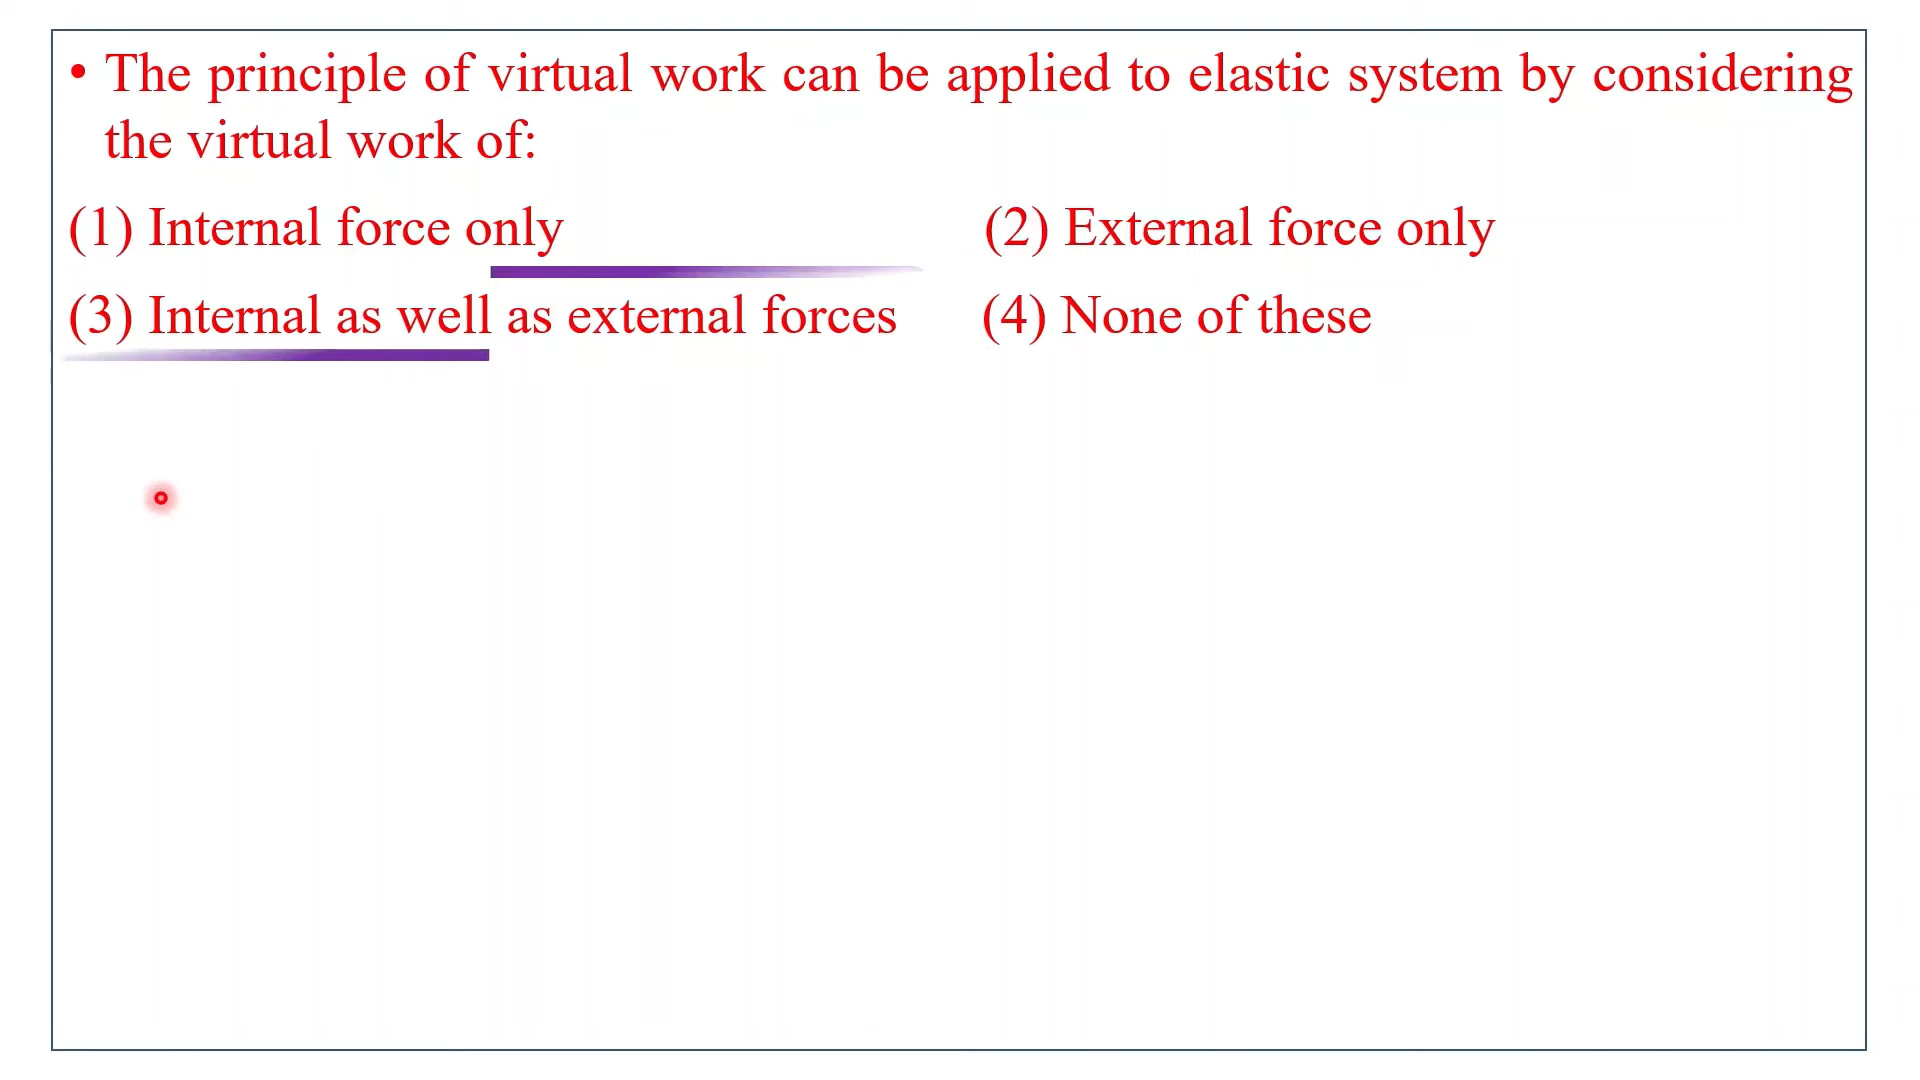 • The principle of virtual work can be applied to elastic system by considering
the virtual work of:
(1) Internal force only (2) External force only
(3) Internal as well as external forces (4) None of these